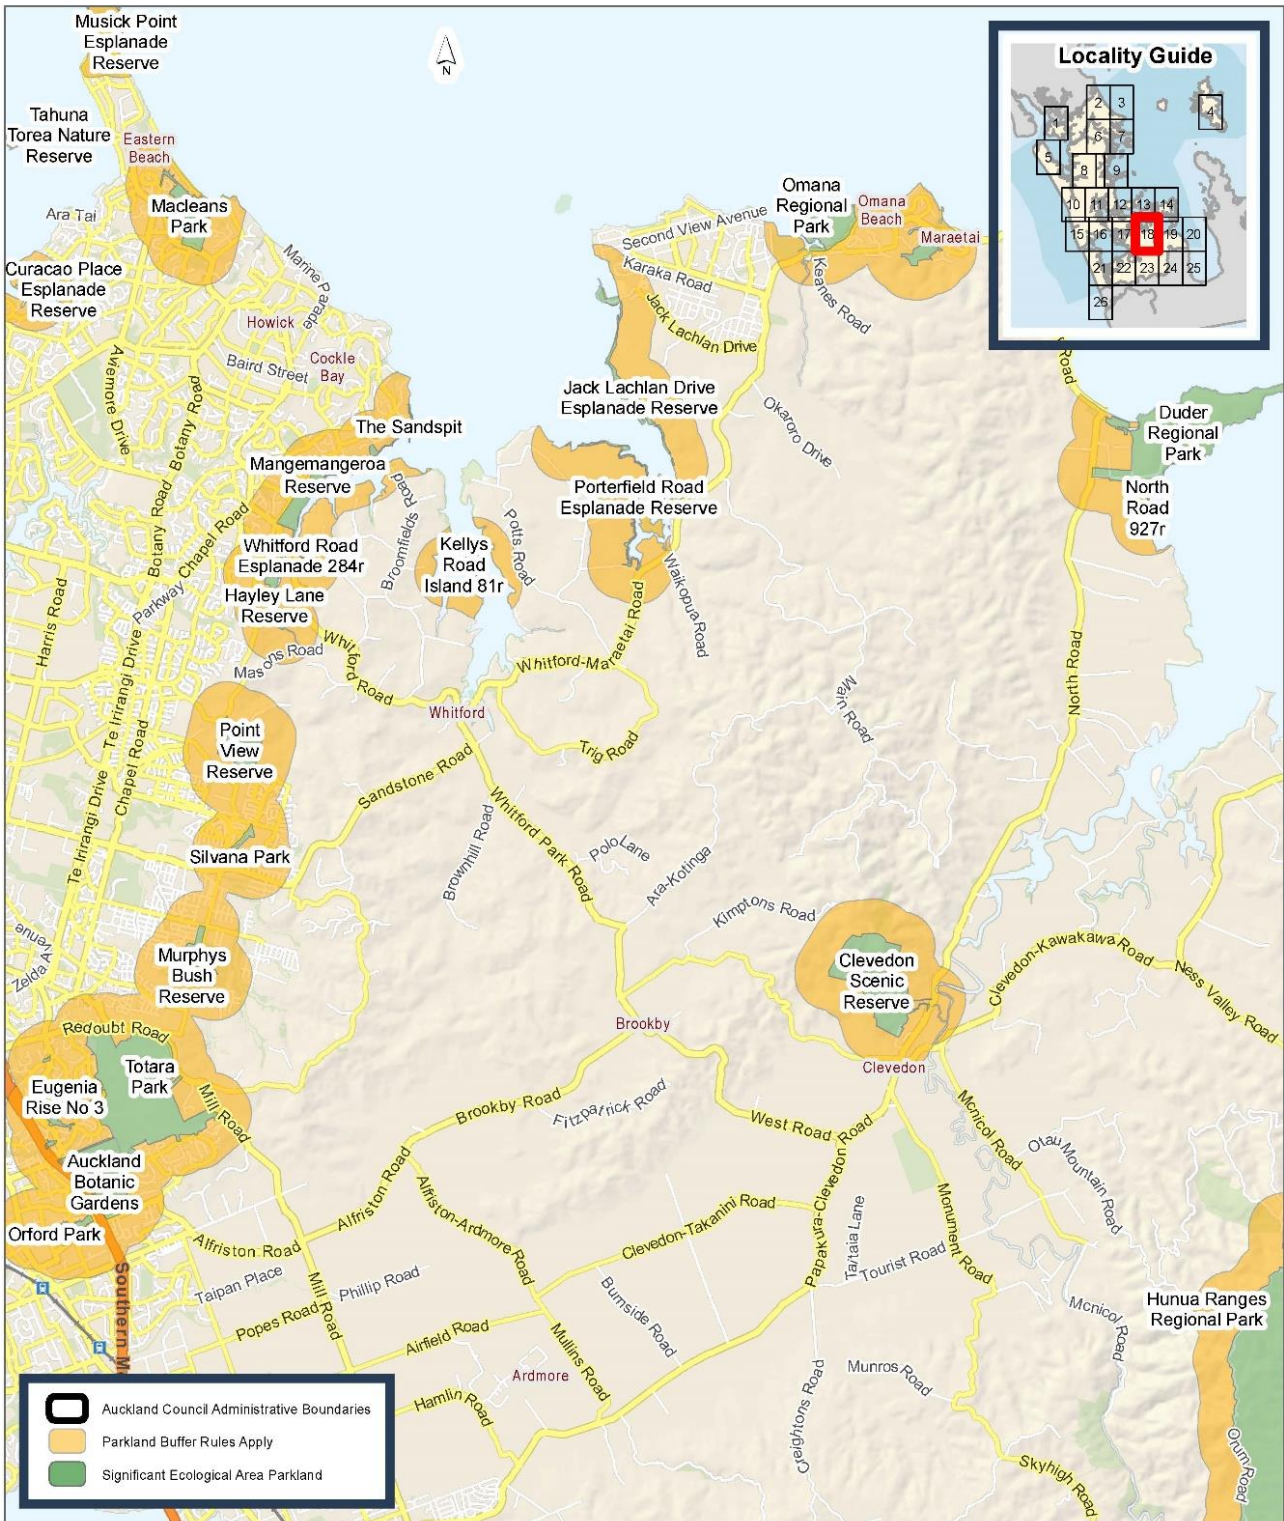 Musick Point
Esplanade
Reserve
N
Locality Guide
1
2
3
4
5
6
7
8
9
10
11
12
13
14
15
16
17
18
19
20
21
22
23
24
25
26
Tahuna
Torea Nature
Reserve
Eastern
Beach
Macleans
Park
Ara Tai
Marine Parade
Curacao Place
Esplanade
Reserve
Howick
Cockle
Bay
Baird Street
Aviemore Drive
Botany Road
Botany Road
Omana
Regional
Park
Omana
Beach
Maraetai
Second View Avenue
Karaka Road
Keanes Road
Jack Lachlan Drive
Jack Lachlan Drive
Esplanade Reserve
Okaroro Drive
Road
Duder
Regional
Park
North
Road
927r
The Sandspit
Mangemangeroa
Reserve
Porterfield Road
Esplanade Reserve
Chapel Road
Whitford Road
Esplanade 284r
Broomfields Road
Kellys
Road
Island 81r
Potts Road
Waikopua Road
Parkway
Hayley Lane
Reserve
Harris Road
Masons Road
Whitford Road
Whitford-Maraetai Road
North Road
Te Irirangi Drive
Chapel Road
Te Irirangi Drive
Whitford
Trig Road
Main Road
Point
View
Reserve
Sandstone Road
Whitford Park Road
Brownhill Road
Polo Lane
Ara-Kotinga
Silvana Park
Kimptons Road
Clevedon
Scenic
Reserve
Clevedon-Kawakawa Road
Ness Valley Road
Murphys
Bush
Reserve
Zelda Avenue
Brookby
Clevedon
Redoubt Road
Totara
Park
Eugenia
Rise No 3
Mill Road
Brookby Road
Fitzpatrick Road
West Road
Mcnicol Road
Otau Mountain Road
Auckland
Botanic
Gardens
Orford Park
Alfriston Road
Alfriston Road
Alfriston-Ardmore Road
Clevedon-Takanini Road
Papakura-Clevedon Road
Taitaia Lane
Tourist Road
Monument Road
Southern M
Taipan Place
Phillip Road
Popes Road
Mill Road
Airfield Road
Burnside Road
Mullins Road
Ardmore
Hamlin Road
Creightons Road
Munros Road
Mcnicol Road
Hunua Ranges
Regional Park
Skyhigh Road
Orum Road
Auckland Council Administrative Boundaries
Parkland Buffer Rules Apply
Significant Ecological Area Parkland